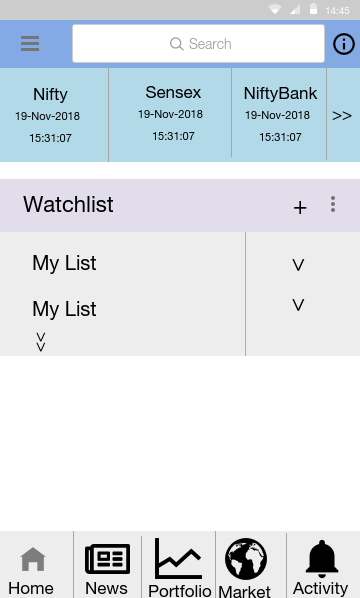 14:45
Search
Nifty Sensex NiftyBank
19-Nov-2018 19-Nov-2018 19-Nov-2018
15:31:07 15:31:07 15:31:07
>>
Watchlist +
My List
My List
Home News Portfolio Market Activity